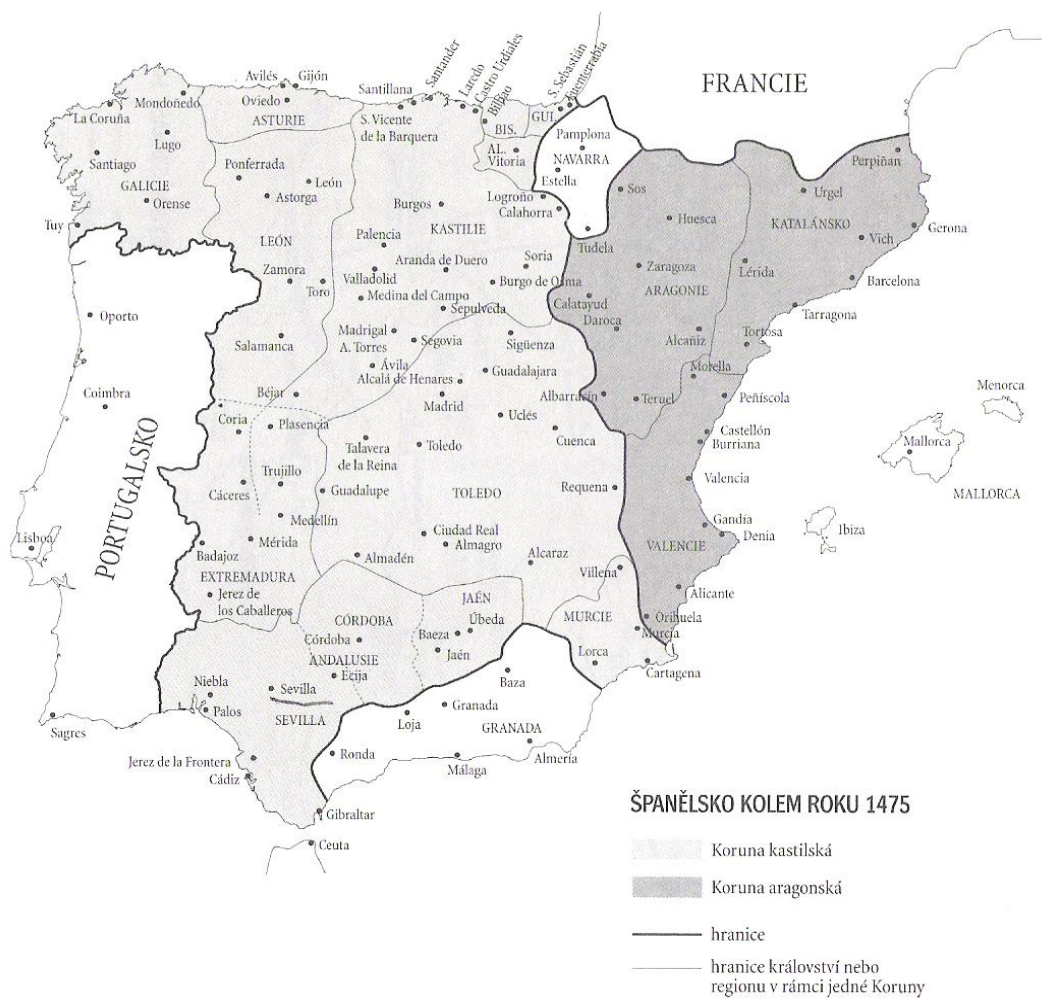 FRANCIE
Avilés
Gijón
Santillana
Santander
Laredo
Castro Urdiales
Bilbao
S. Sebastián
Fuenterrabía
Mondoñedo
Oviedo
ASTURIE
S. Vicente
de la Barquera
BIS.
GUI.
La Coruña
Lugo
AL.
Vitoria
Pamplona
NAVARRA
Estella
Santiago
Ponferrada
León
Astorga
GALICIE
Orense
Tuy
Burgos
Logroño
Calahorra
KASTILIE
LEÓN
Palencia
Tudela
Sos
Huesca
Perpiñan
Urgel
KATALÁNSKO
Vich
Gerona
Zamora
Toro
Valladolid
Aranda de Duero
Soria
Burgo de Osma
Medina del Campo
Sepulveda
Zaragoza
ARAGONIE
Lérida
Barcelona
Calatayud
Daroca
Tarragona
Oporto
Salamanca
Madrigal
A. Torres
Segovia
Sigüenza
Alcañiz
Tortosa
Morella
Ávila
Alcalá de Henares
Guadalajara
Coimbra
Béjar
Madrid
Uclés
Albarracín
Teruel
Peñíscola
Menorca
Coria
Plasencia
Talavera
de la Reina
Toledo
Cuenca
Castellón
Burriana
Mallorca
MALLORCA
PORTUGALSKO
Trujillo
Cáceres
Guadalupe
TOLEDO
Requena
Valencia
Medellín
Mérida
Ciudad Real
Almagro
Gandía
Denia
Ibiza
Lisboa
Badajoz
Almadén
Alcaraz
VALENCIE
Villena
EXTREMADURA
Jerez de
los Caballeros
JAÉN
Alicante
CÓRDOBA
Córdoba
Baeza
Úbeda
MURCIE
Orihuela
Murcia
Jaén
ANDALUSIE
Ecija
Lorca
Cartagena
Niebla
Sevilla
Baza
Palos
SEVILLA
Loja
Granada
GRANADA
Sagres
Jerez de la Frontera
Cádiz
Ronda
Málaga
Almería
Gibraltar
Ceuta
ŠPANĚLSKO KOLEM ROKU 1475
Koruna kastilská
Koruna aragonská
hranice
hranice království nebo
regionu v rámci jedné Koruny